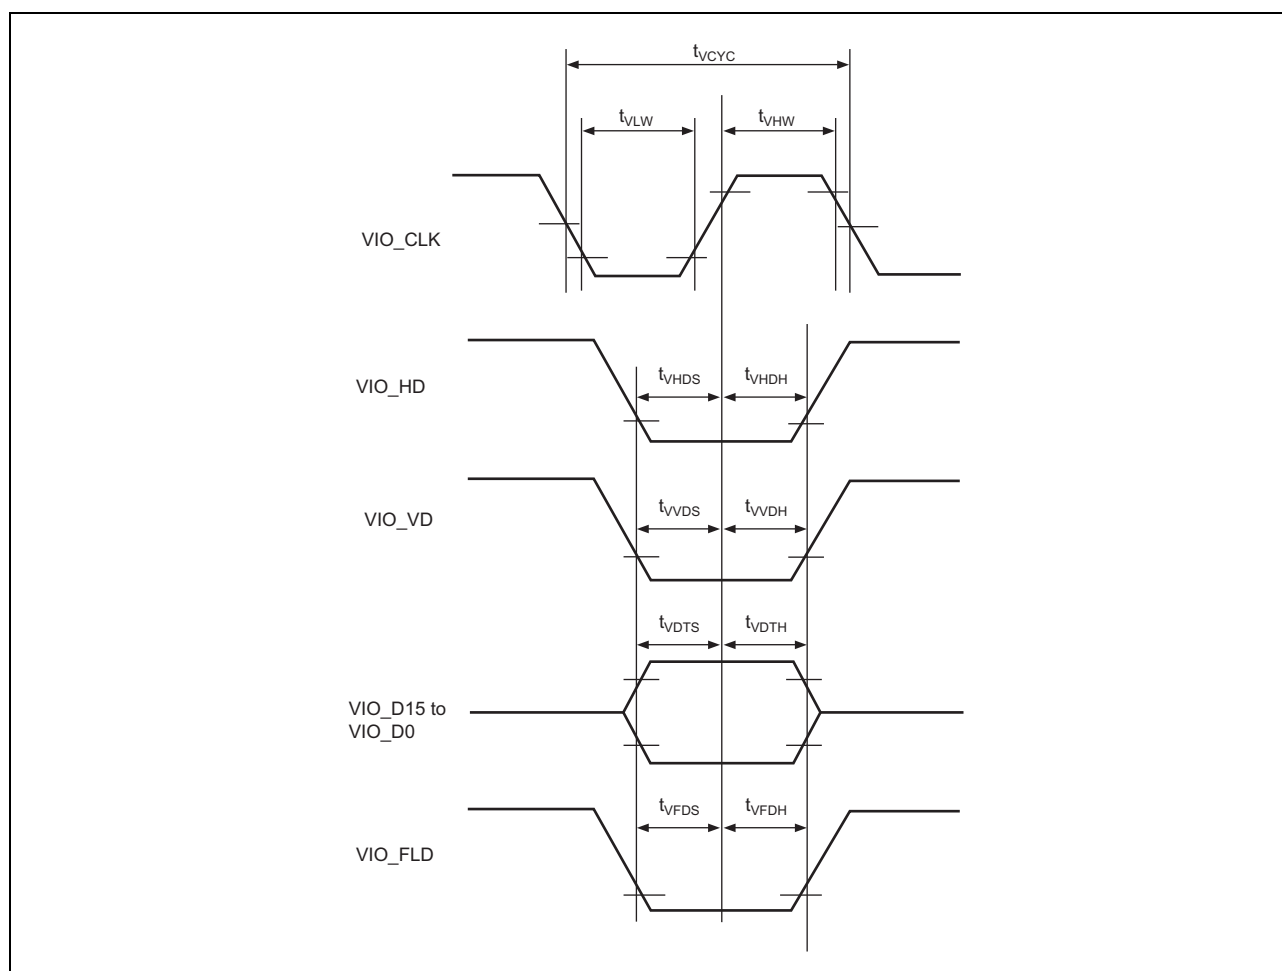 tVCYC
tVLW
tVHW
VIO_CLK
tVHDS
tVHDH
VIO_HD
tVVDS
tVVDH
VIO_VD
tVDTS
tVDTH
VIO_D15 to
VIO_D0
tVFDS
tVFDH
VIO_FLD